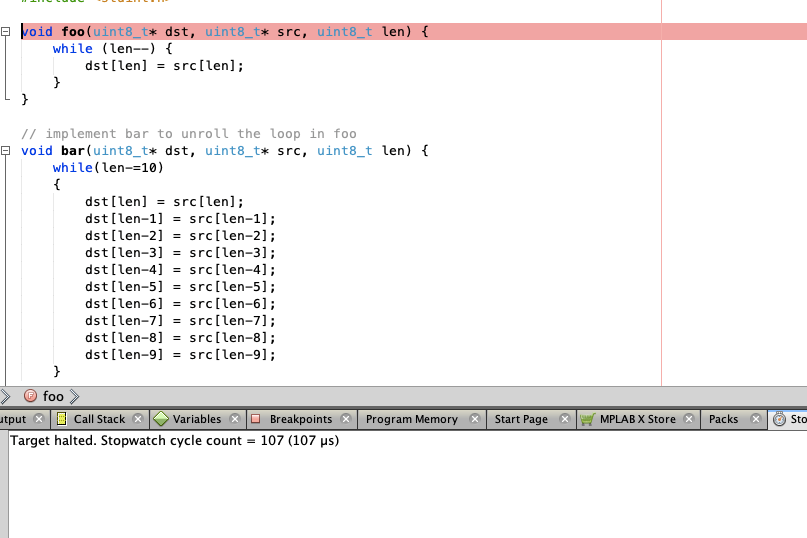 void foo(uint8_t* dst, uint8_t* src, uint8_t len) {
    while (len--) {
        dst[len] = src[len];
    }
}
// implement bar to unroll the loop in foo
void bar(uint8_t* dst, uint8_t* src, uint8_t len) {
    while(len-=10)
    {
        dst[len] = src[len];
        dst[len-1] = src[len-1];
        dst[len-2] = src[len-2];
        dst[len-3] = src[len-3];
        dst[len-4] = src[len-4];
        dst[len-5] = src[len-5];
        dst[len-6] = src[len-6];
        dst[len-7] = src[len-7];
        dst[len-8] = src[len-8];
        dst[len-9] = src[len-9];
    }
foo
utput Call Stack Variables Breakpoints Program Memory Start Page MPLAB X Store Packs Sto
Target halted. Stopwatch cycle count = 107 (107 µs)